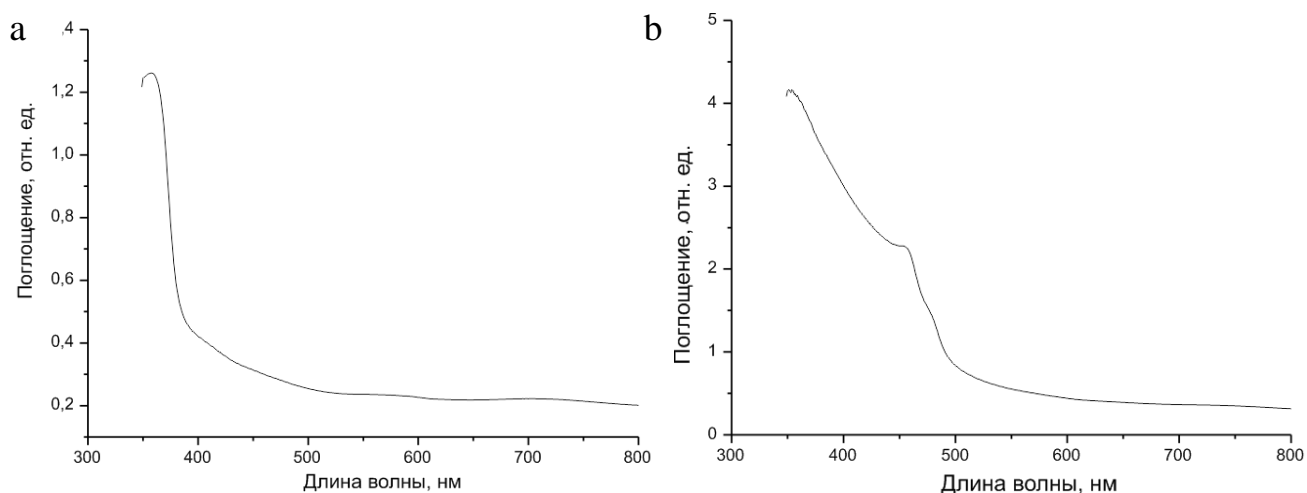 a
,4
1,2
1,0
0,8
0,6
0,4
0,2
300 400 500 600 700 800
Поглощение, отн. ед.
Длина волны, нм
b
5
4
3
2
1
0
300 400 500 600 700 800
Поглощение, отн. ед.
Длина волны, нм